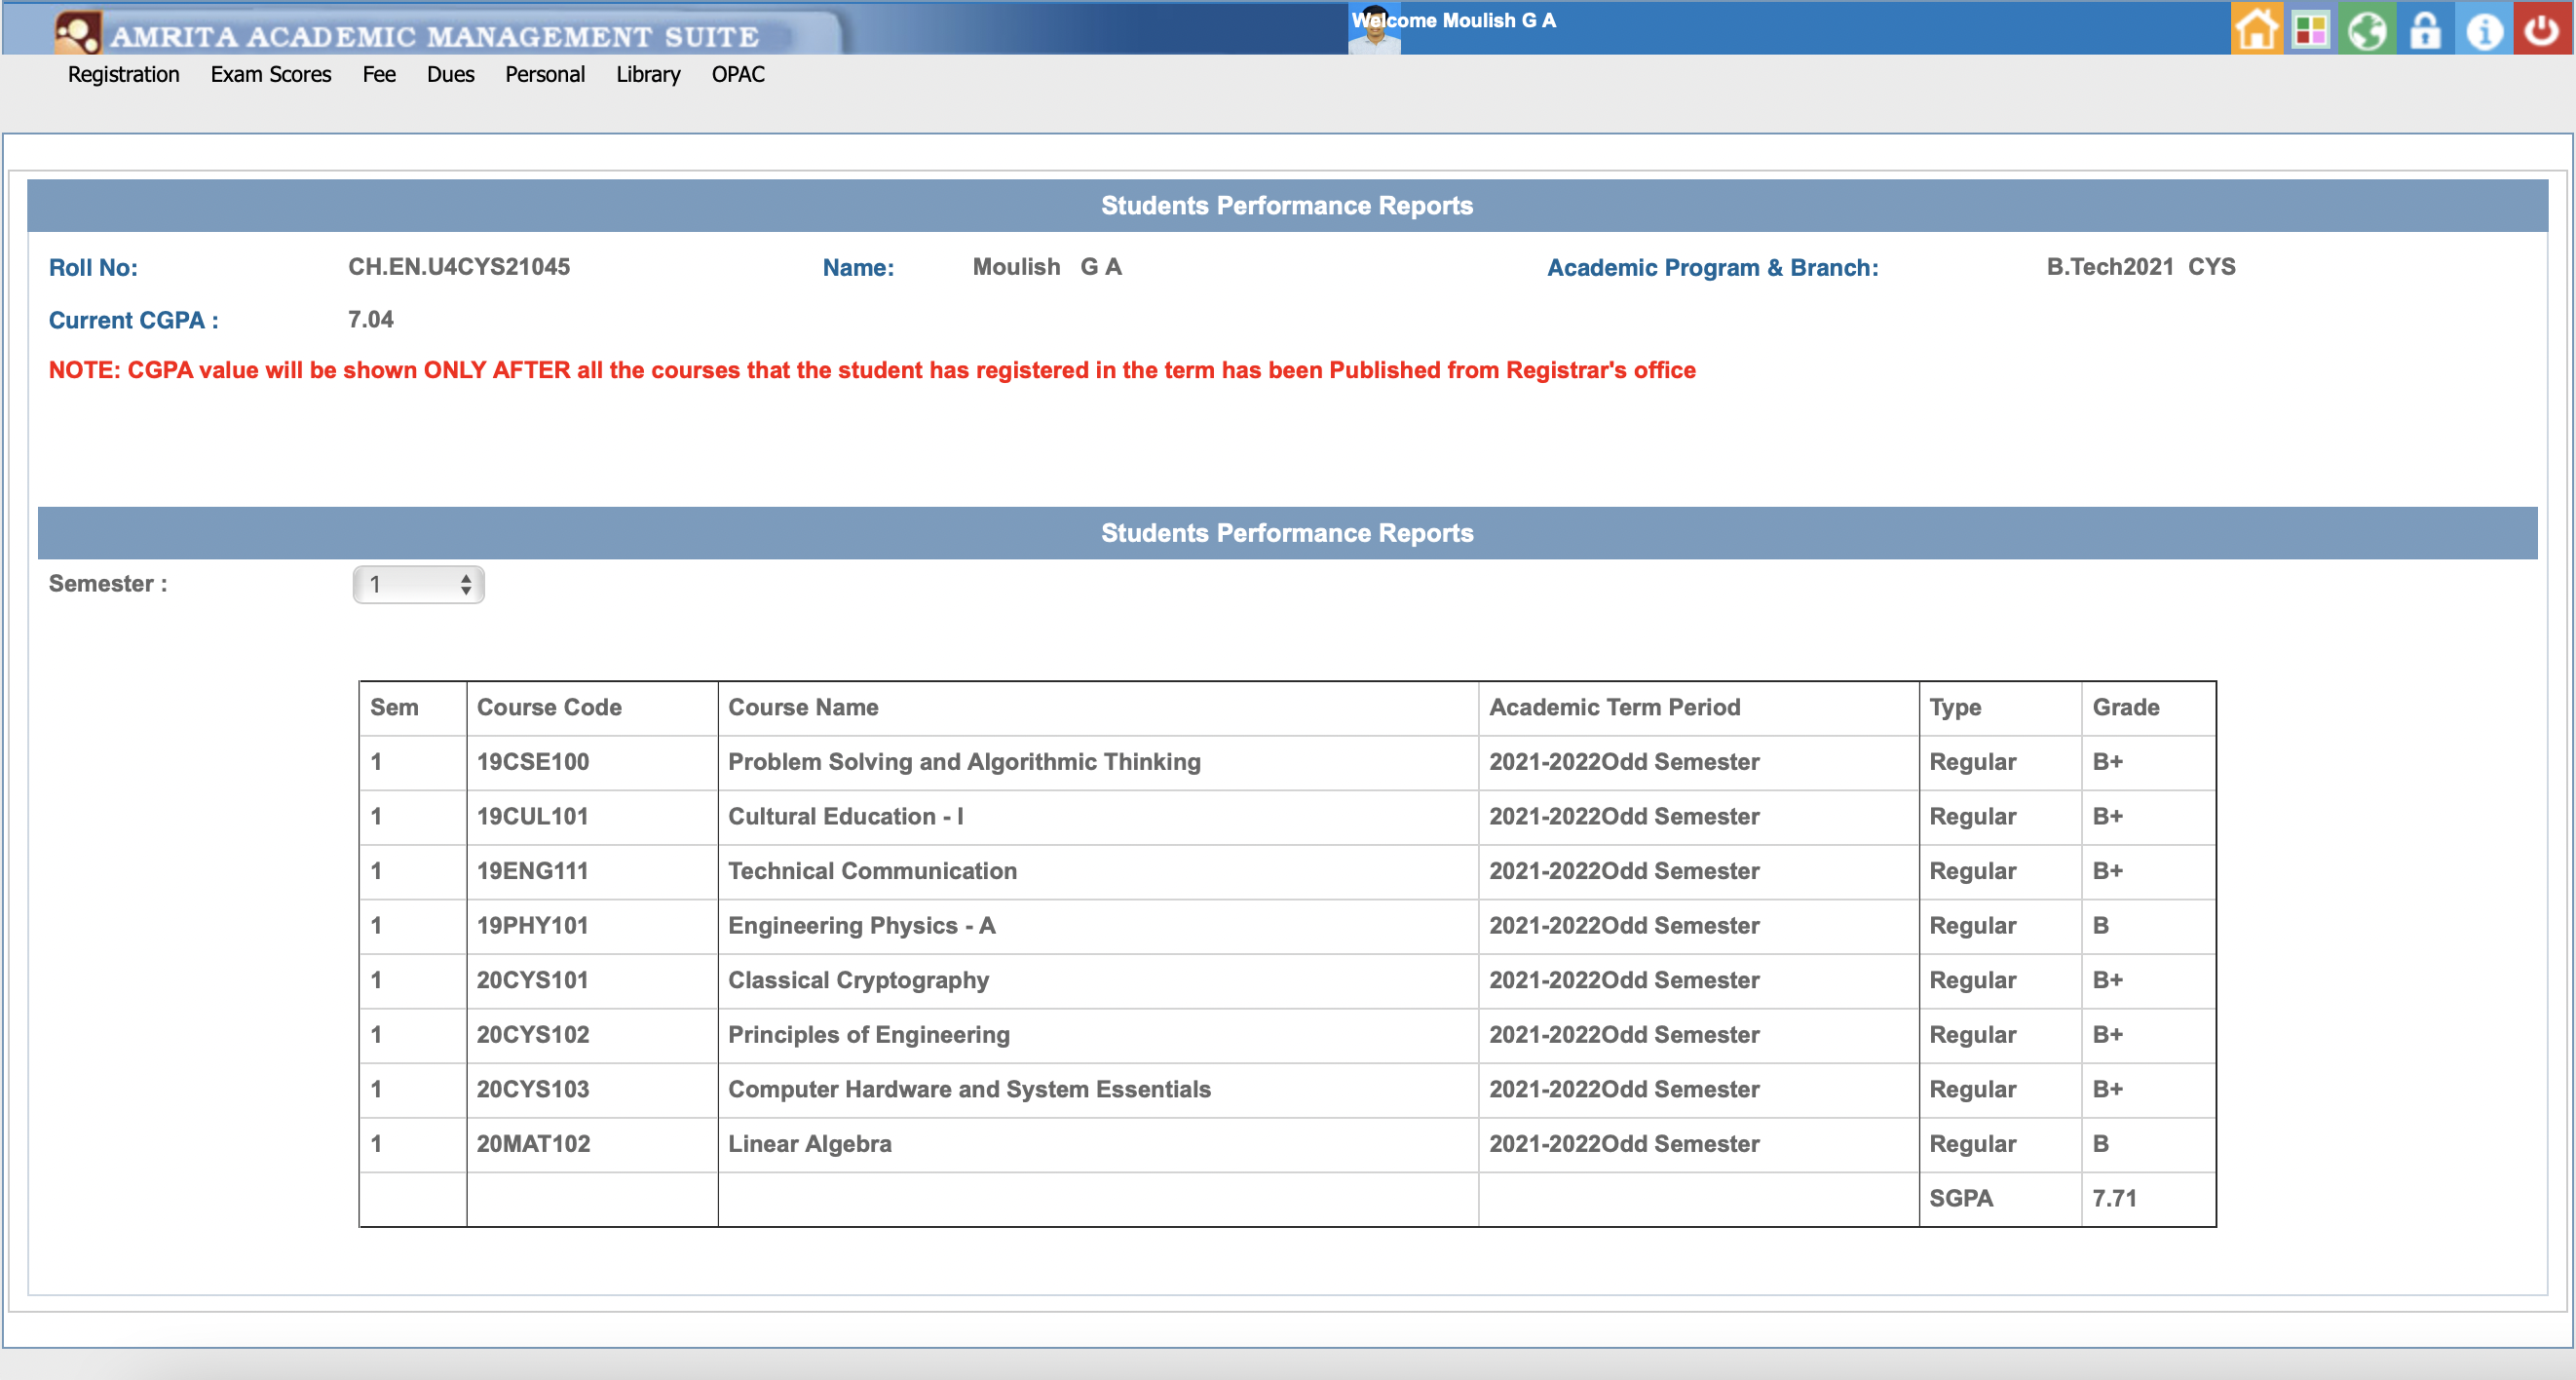 AMRITA ACADEMIC MANAGEMENT SUITE
Welcome Moulish G A
Registration Exam Scores Fee Dues Personal Library OPAC
Students Performance Reports
Roll No: CH.EN.U4CYS21045 Name: Moulish G A Academic Program & Branch: B.Tech2021 CYS
Current CGPA : 7.04
NOTE: CGPA value will be shown ONLY AFTER all the courses that the student has registered in the term has been Published from Registrar's office
Students Performance Reports
Semester : 1
Sem Course Code Course Name Academic Term Period Type Grade
1 19CSE100 Problem Solving and Algorithmic Thinking 2021-2022Odd Semester Regular B+
1 19CUL101 Cultural Education - I 2021-2022Odd Semester Regular B+
1 19ENG111 Technical Communication 2021-2022Odd Semester Regular B+
1 19PHY101 Engineering Physics - A 2021-2022Odd Semester Regular B
1 20CYS101 Classical Cryptography 2021-2022Odd Semester Regular B+
1 20CYS102 Principles of Engineering 2021-2022Odd Semester Regular B+
1 20CYS103 Computer Hardware and System Essentials 2021-2022Odd Semester Regular B+
1 20MAT102 Linear Algebra 2021-2022Odd Semester Regular B
SGPA 7.71